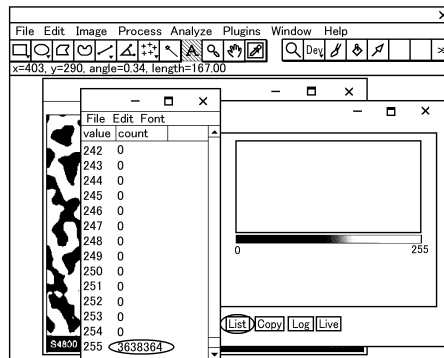 File Edit Image Process Analyze Plugins Window Help
A Dev
x=403, y=290, angle=0.34, length=167.00
File Edit Font
value count
242 0
243 0
244 0
245 0
246 0
247 0
248 0
249 0
250 0
251 0
252 0
253 0
254 0
255 3638364
S4800
0 255
List Copy Log Live